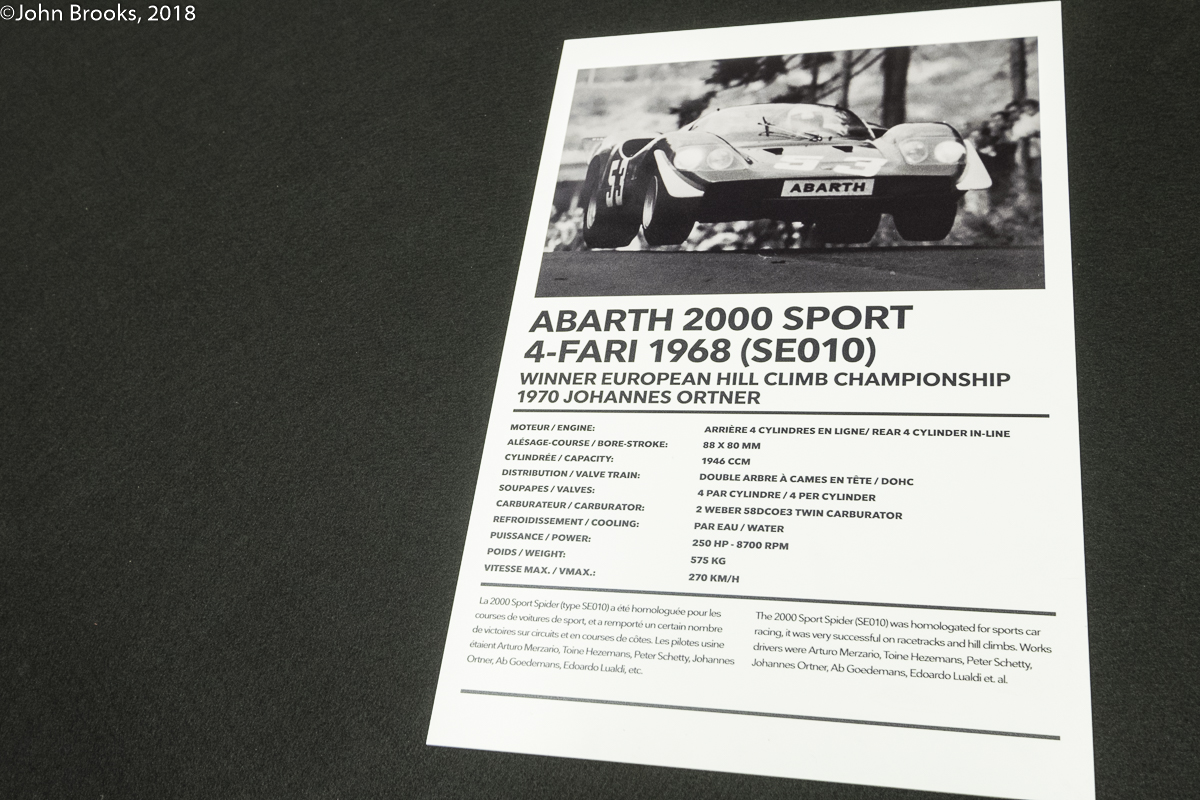 ©John Brooks, 2018
53
53
ABARTH
ABARTH 2000 SPORT
4-FARI 1968 (SE010)
WINNER EUROPEAN HILL CLIMB CHAMPIONSHIP
1970 JOHANNES ORTNER
MOTEUR / ENGINE: ARRIÈRE 4 CYLINDRES EN LIGNE/ REAR 4 CYLINDER IN-LINE
ALÉSAGE-COURSE / BORE-STROKE: 88 X 80 MM
CYLINDRÉE / CAPACITY: 1946 CCM
DISTRIBUTION / VALVE TRAIN: DOUBLE ARBRE À CAMES EN TÊTE / DOHC
SOUPAPES / VALVES: 4 PAR CYLINDRE / 4 PER CYLINDER
CARBURATEUR / CARBURATOR: 2 WEBER 58DCOE3 TWIN CARBURATOR
REFROIDISSEMENT / COOLING: PAR EAU / WATER
PUISSANCE / POWER: 250 HP - 8700 RPM
POIDS / WEIGHT: 575 KG
VITESSE MAX. / VMAX.: 270 KM/H
La 2000 Sport Spider (type SE010) a été homologuée pour les
courses de voitures de sport, et a remporté un certain nombre
de victoires sur circuits et en courses de côtes. Les pilotes usine
étaient Arturo Merzario, Toine Hezemans, Peter Schetty, Johannes
Ortner, Ab Goedemans, Edoardo Lualdi, etc.
The 2000 Sport Spider (SE010) was homologated for sports car
racing, it was very successful on racetracks and hill climbs. Works
drivers were Arturo Merzario, Toine Hezemans, Peter Schetty,
Johannes Ortner, Ab Goedemans, Edoardo Lualdi et. al.